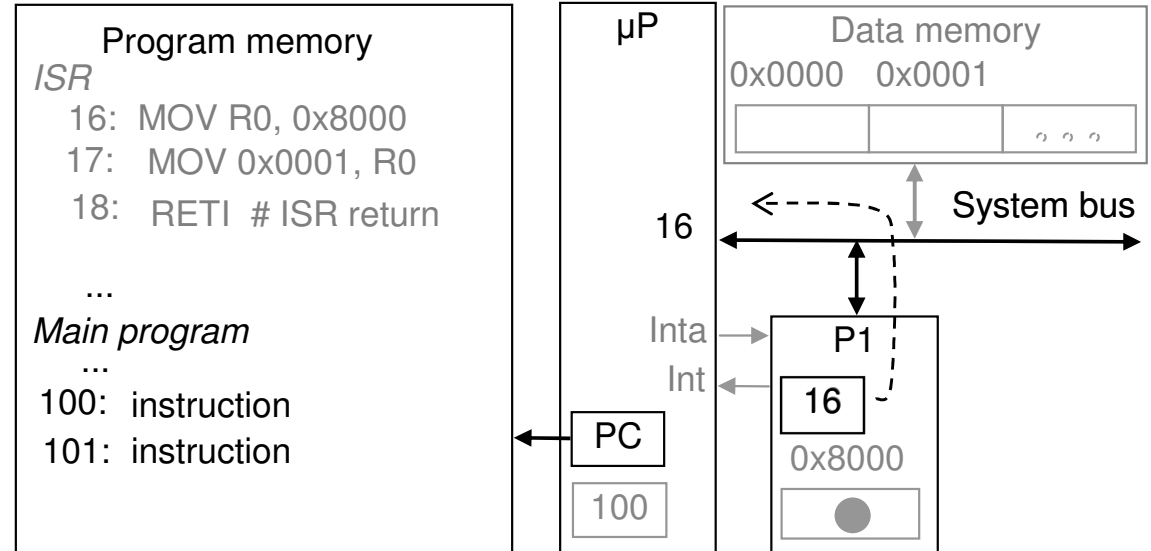 Program memory
ISR
16: MOV R0, 0x8000
17: MOV 0x0001, R0
18: RETI # ISR return
...
Main program
...
100: instruction
101: instruction
µP
16
Inta
Int
PC
100
Data memory
0x0000 0x0001
System bus
P1
16
0x8000